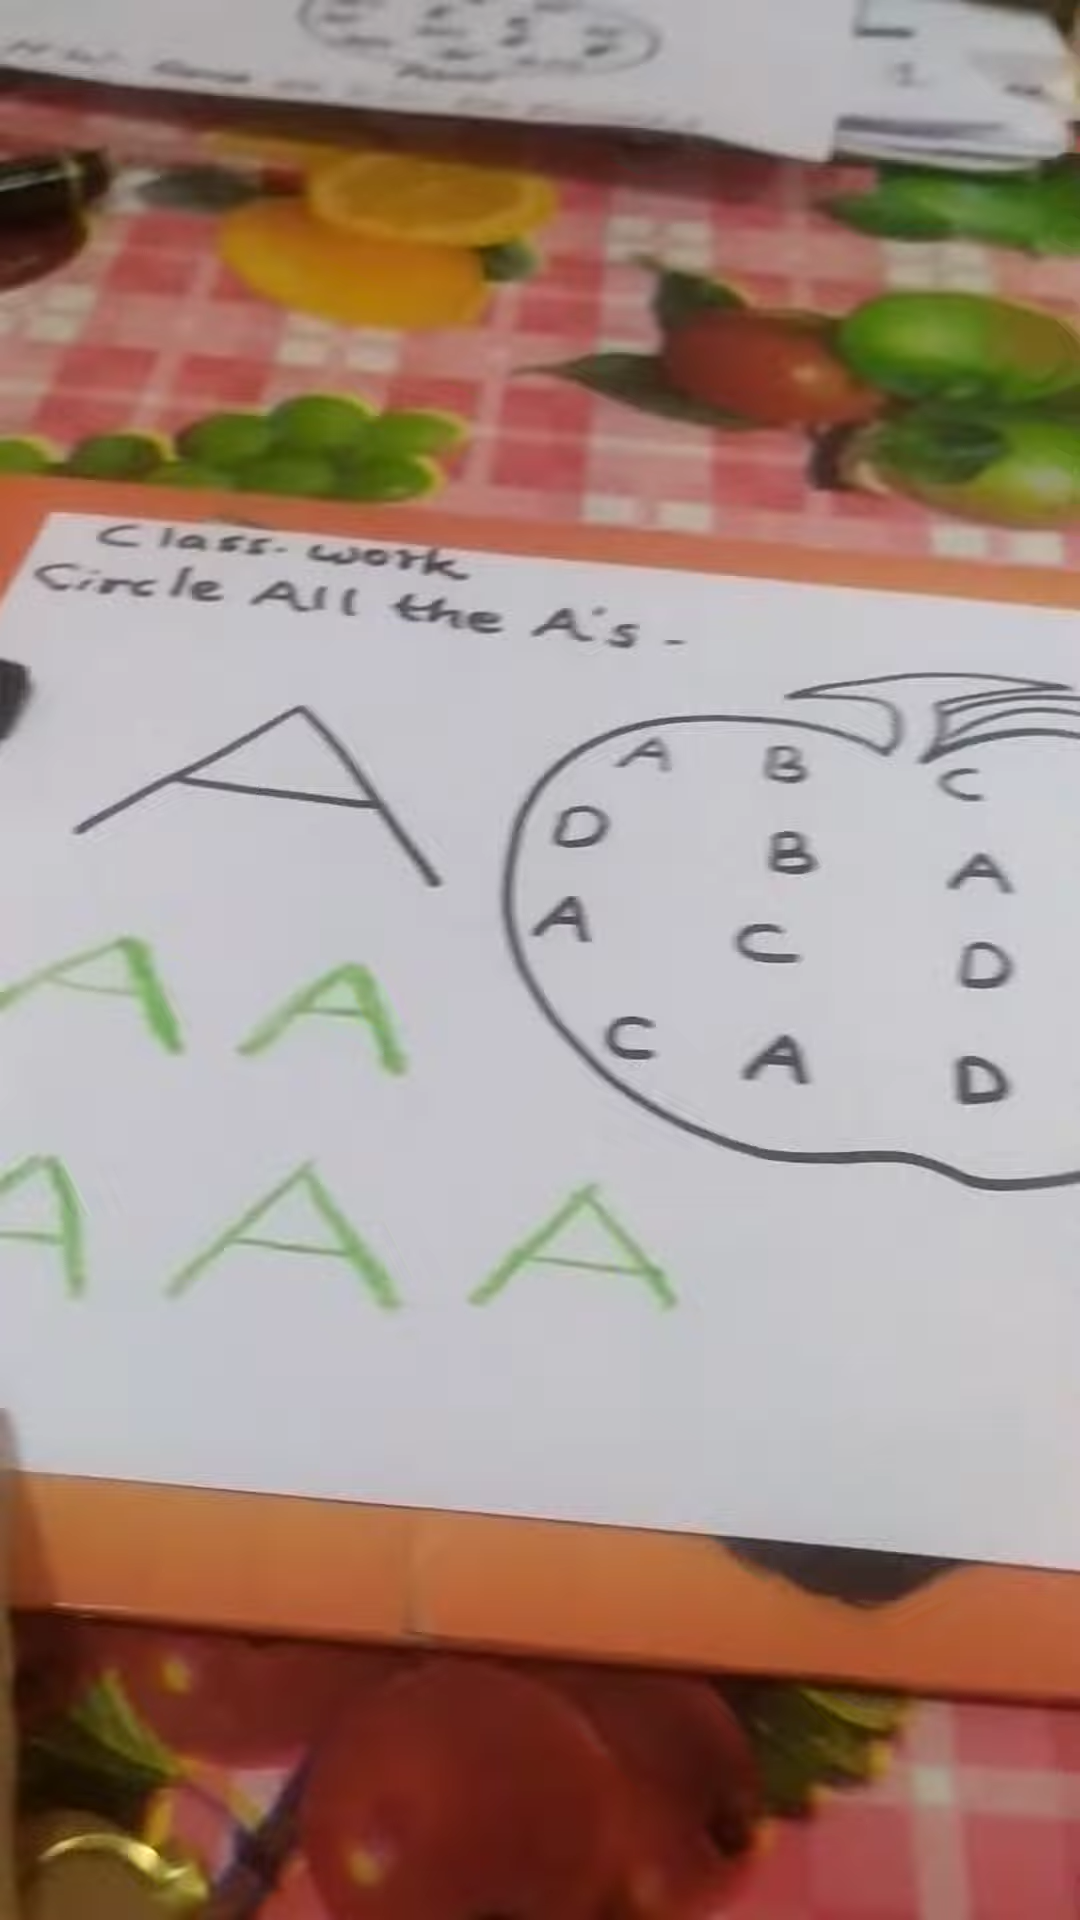 Class-work
Circle All the A's -
A
A B C
D B A
A C D
C A D
A A
A A A